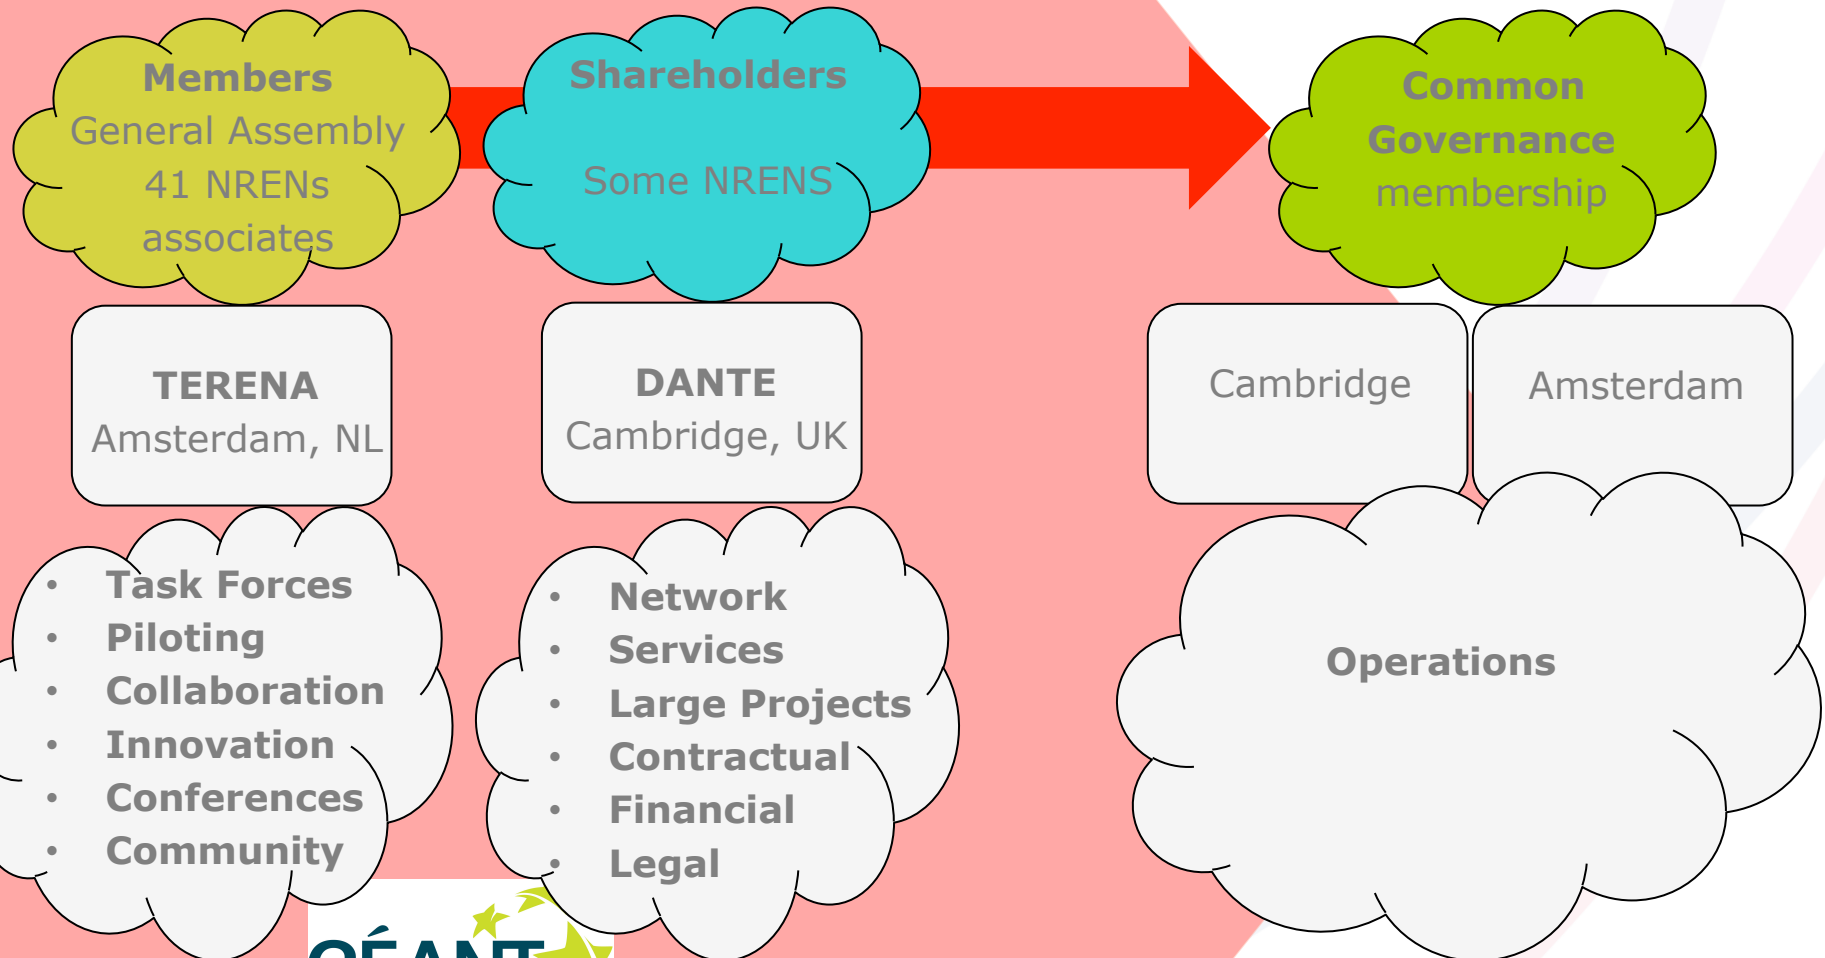 Members
General Assembly
41 NRENs
associates
Shareholders
Some NRENS
Common
Governance
membership
TERENA
Amsterdam, NL
DANTE
Cambridge, UK
Cambridge
Amsterdam
• Task Forces
• Piloting
• Collaboration
• Innovation
• Conferences
• Community
• Network
• Services
• Large Projects
• Contractual
• Financial
• Legal
Operations
GÉANT